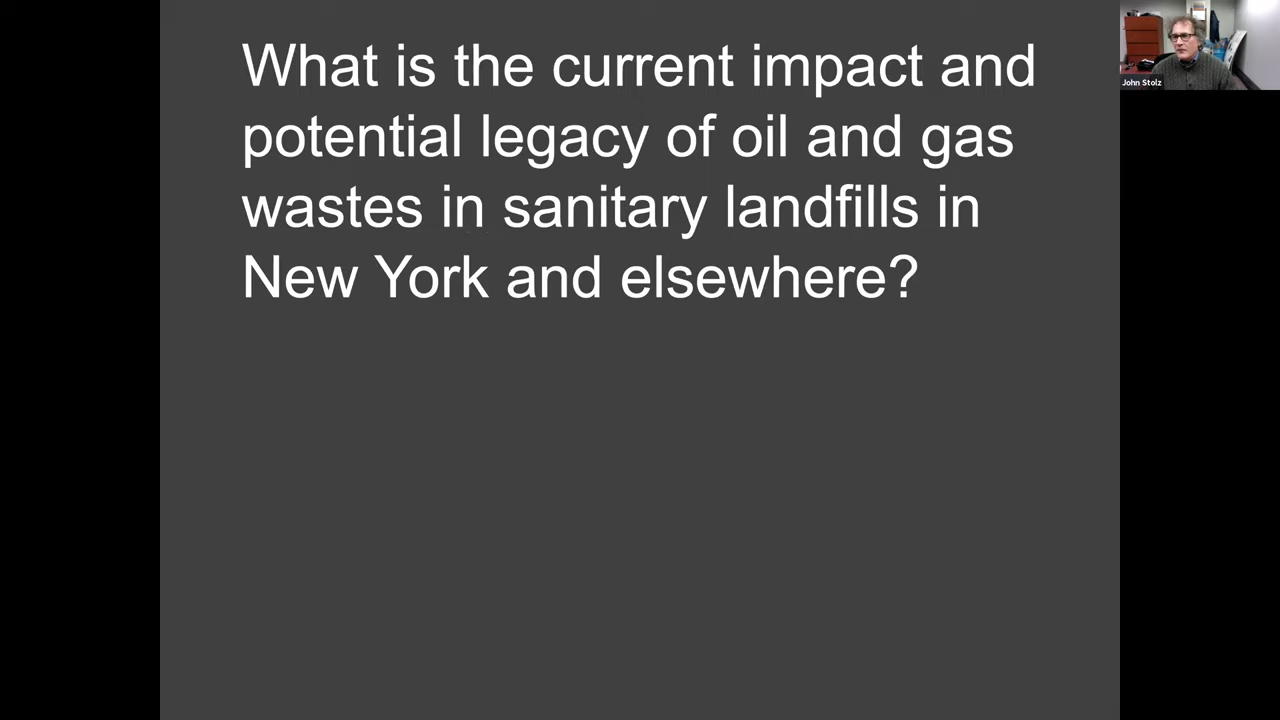 What is the current impact and
potential legacy of oil and gas
wastes in sanitary landfills in
New York and elsewhere?
John Stolz